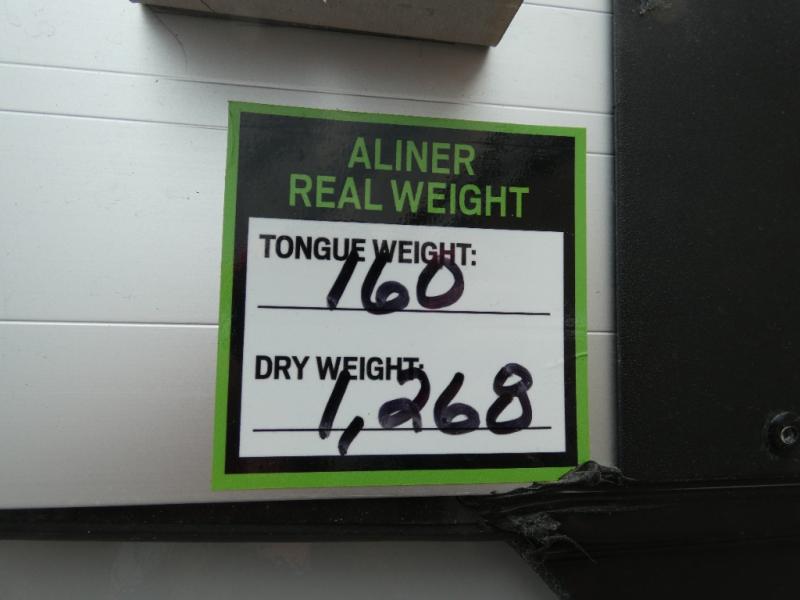 ALINER
REAL WEIGHT
TONGUE WEIGHT:
160
DRY WEIGHT:
1,268